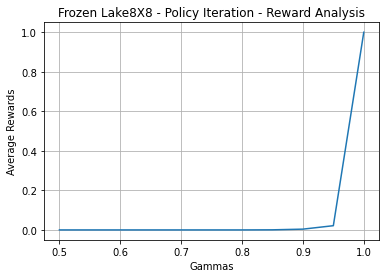 Frozen Lake8X8 - Policy Iteration - Reward Analysis
1.0
0.8
0.6
0.4
0.2
0.0
Average Rewards
0.5 0.6 0.7 0.8 0.9 1.0
Gammas